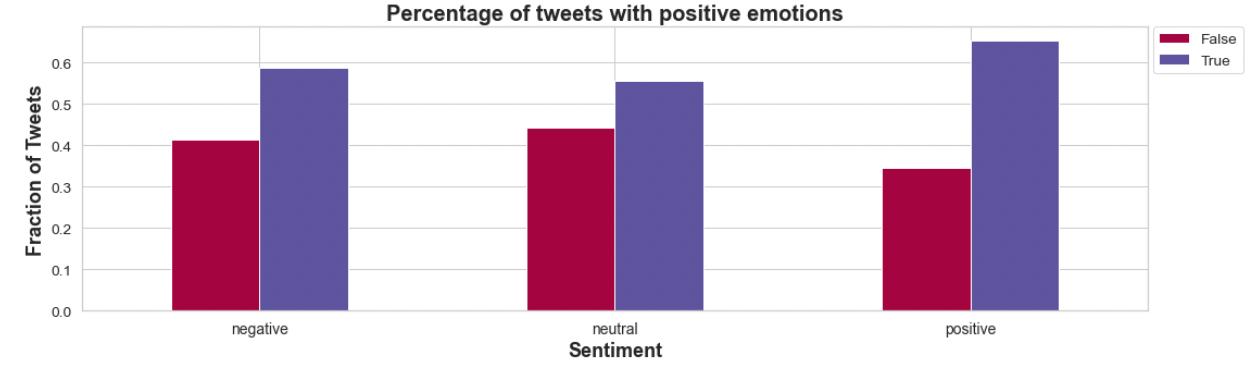 Percentage of tweets with positive emotions
False
True
Fraction of Tweets
0.6
0.5
0.4
0.3
0.2
0.1
0.0
negative neutral positive
Sentiment